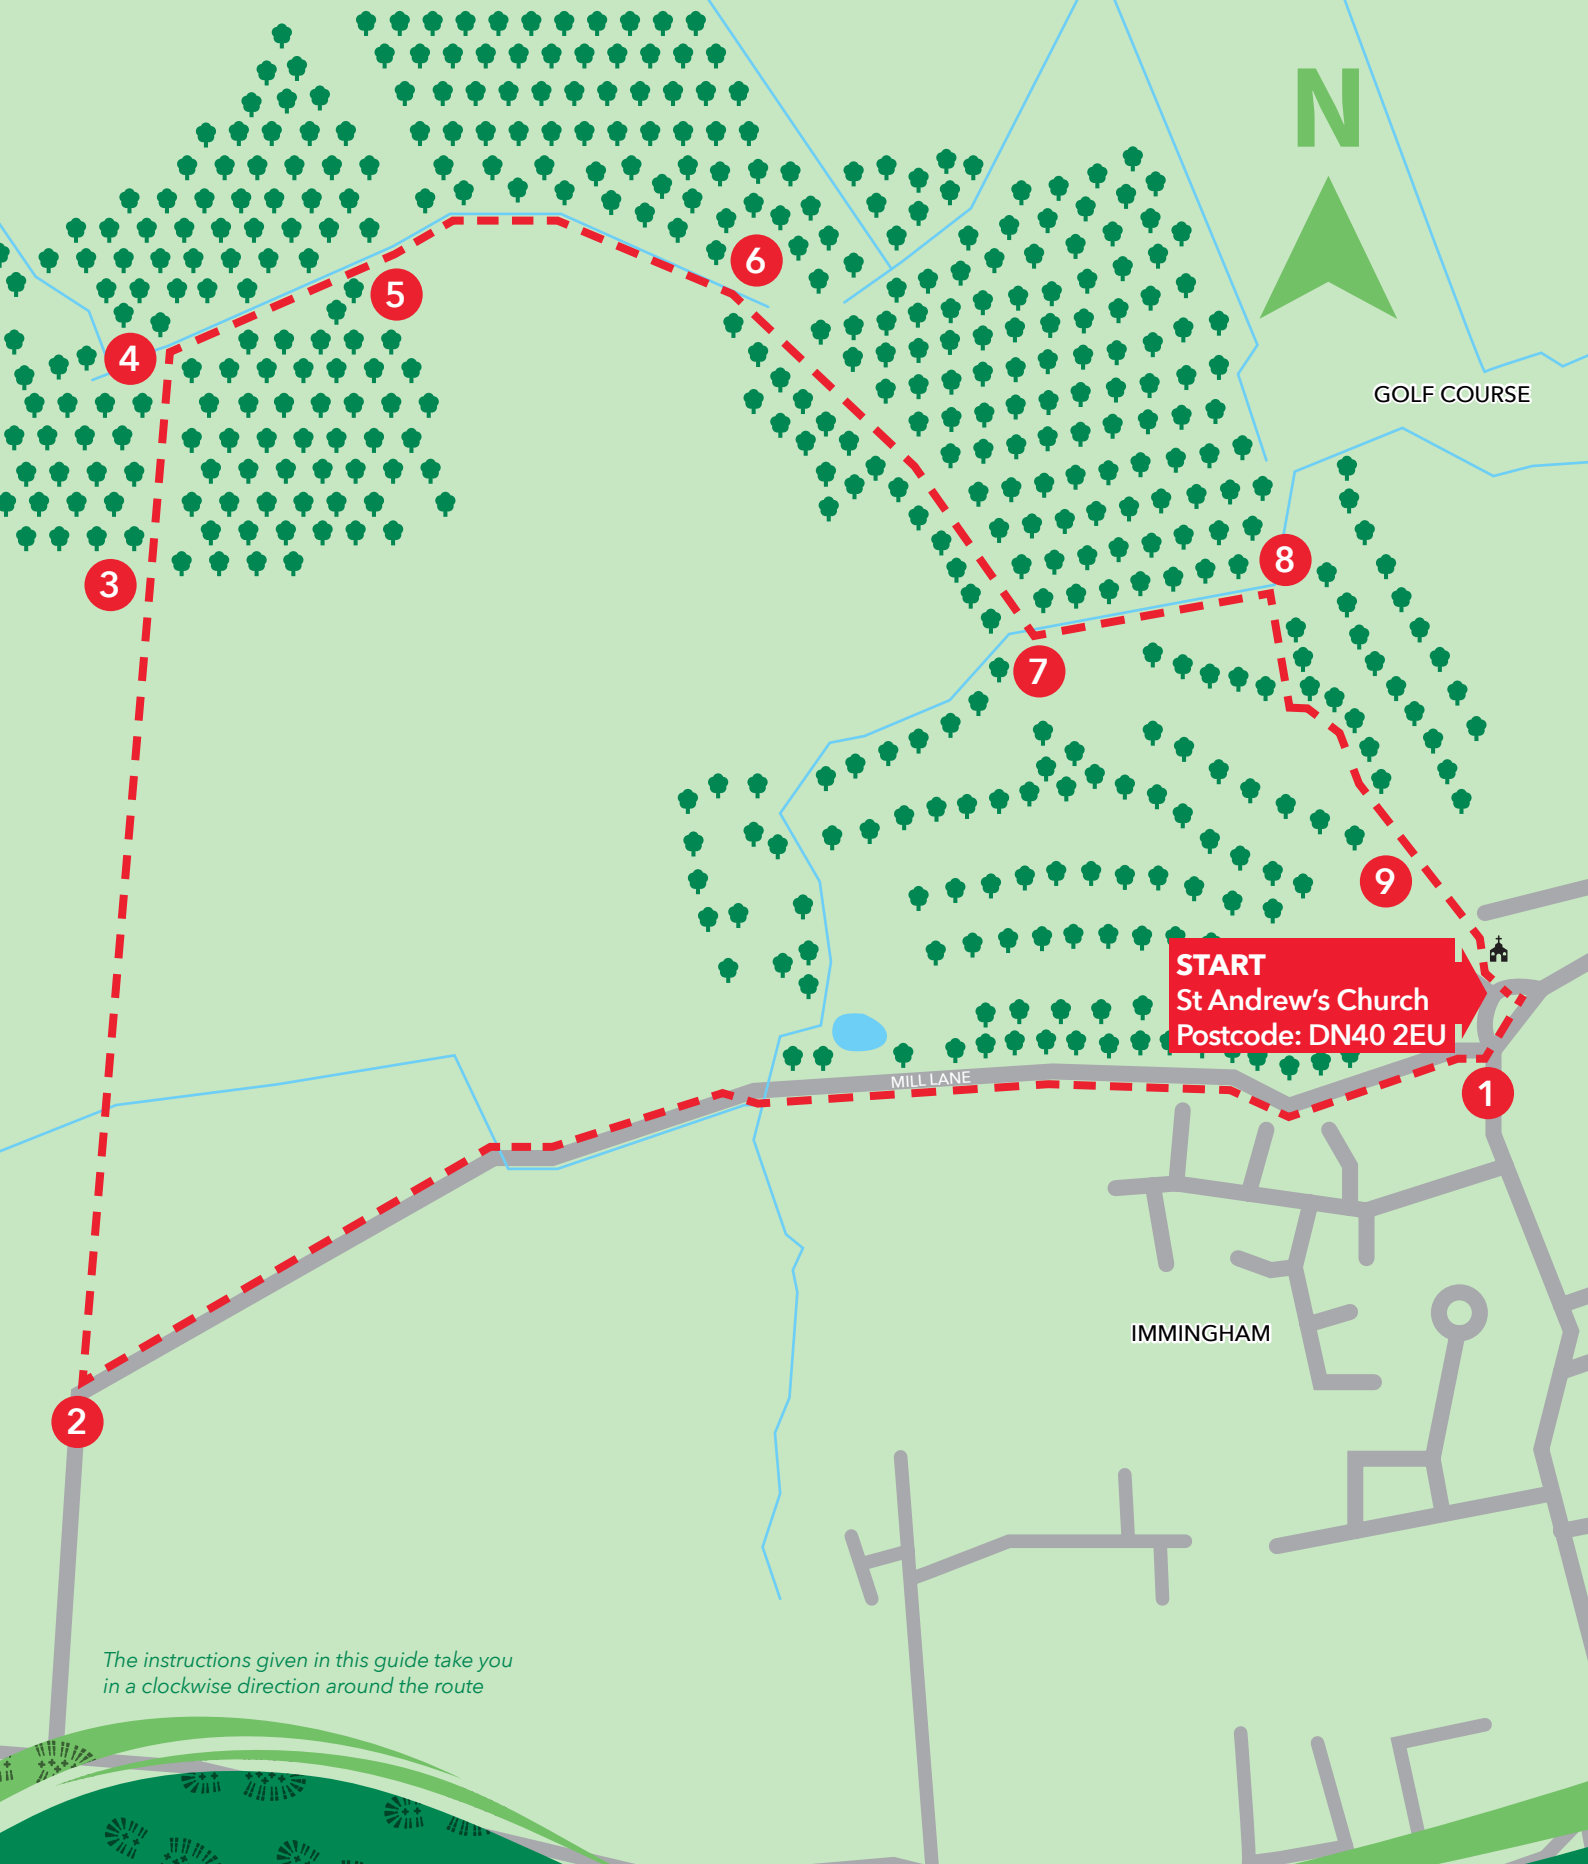 N
6
5
4
GOLF COURSE
8
3
7
9
START
St Andrew's Church
Postcode: DN40 2EU
MILL LANE
1
IMMINGHAM
2
The instructions given in this guide take you
in a clockwise direction around the route